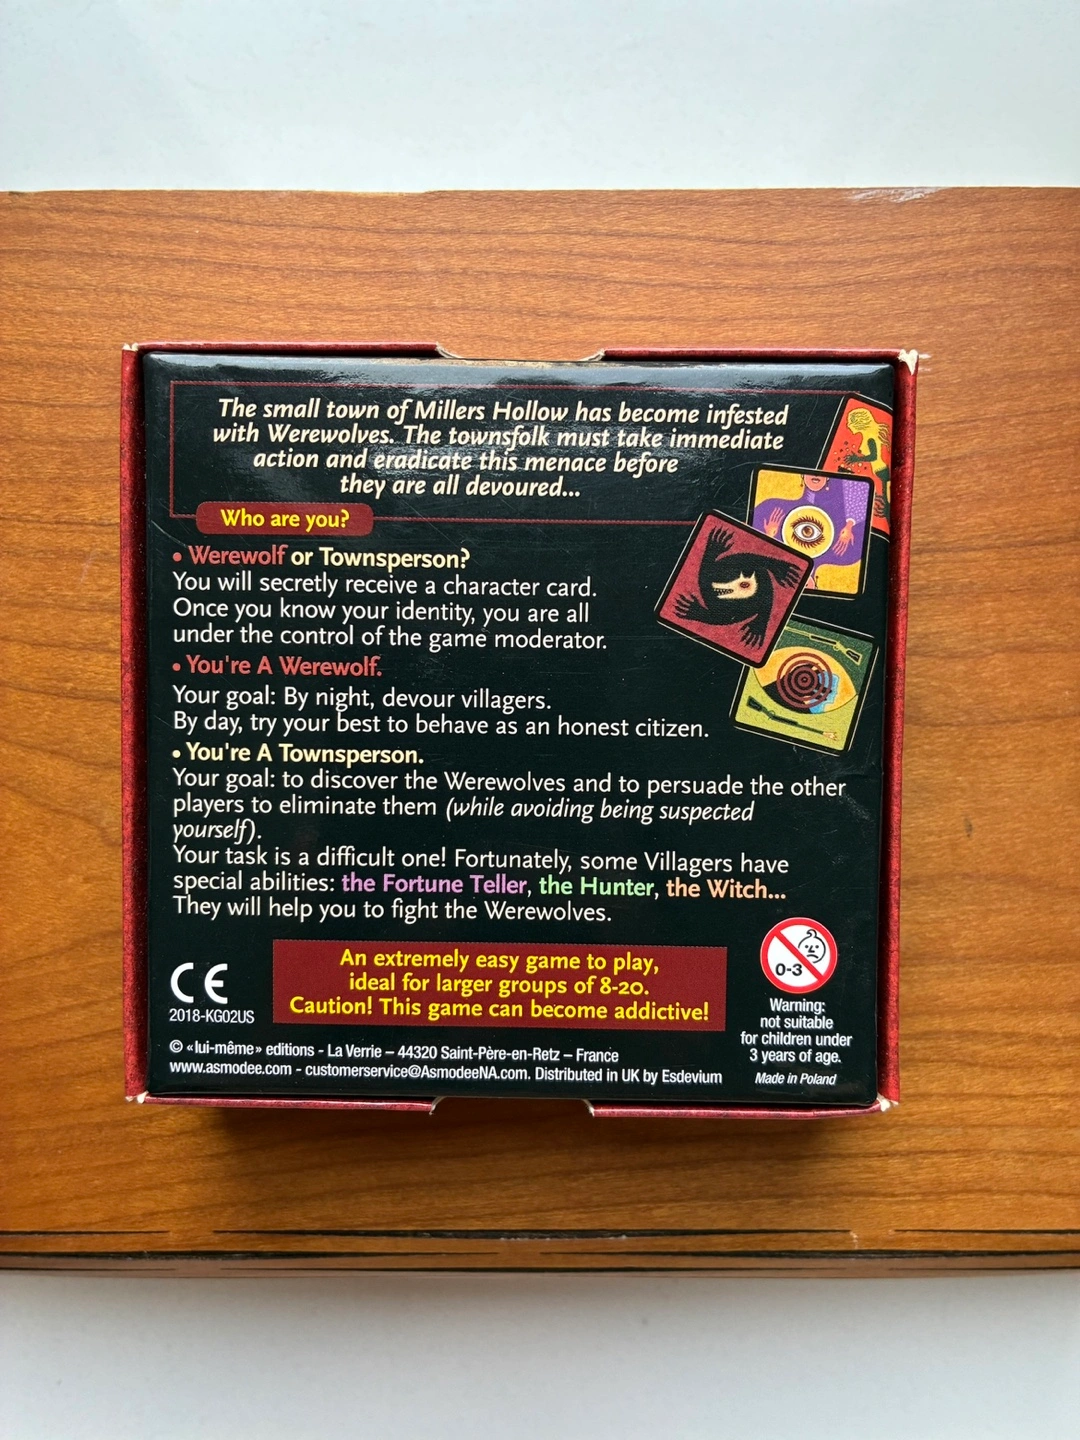 The small town of Millers Hollow has become infested
with Werewolves. The townsfolk must take immediate
action and eradicate this menace before
they are all devoured...
Who are you?
• Werewolf or Townsperson?
You will secretly receive a character card.
Once you know your identity, you are all
under the control of the game moderator.
• You're A Werewolf.
Your goal: By night, devour villagers.
By day, try your best to behave as an honest citizen.
• You're A Townsperson.
Your goal: to discover the Werewolves and to persuade the other
players to eliminate them (while avoiding being suspected
yourself).
Your task is a difficult one! Fortunately, some Villagers have
special abilities: the Fortune Teller, the Hunter, the Witch...
They will help you to fight the Werewolves.
An extremely easy game to play,
ideal for larger groups of 8-20.
Caution! This game can become addictive!
CE
2018-KG02US
0-3
Warning:
not suitable
for children under
3 years of age.
Made in Poland
© «lui-même» editions - La Verrie – 44320 Saint-Père-en-Retz – France
www.asmodee.com - customerservice@AsmodeeNA.com. Distributed in UK by Esdevium